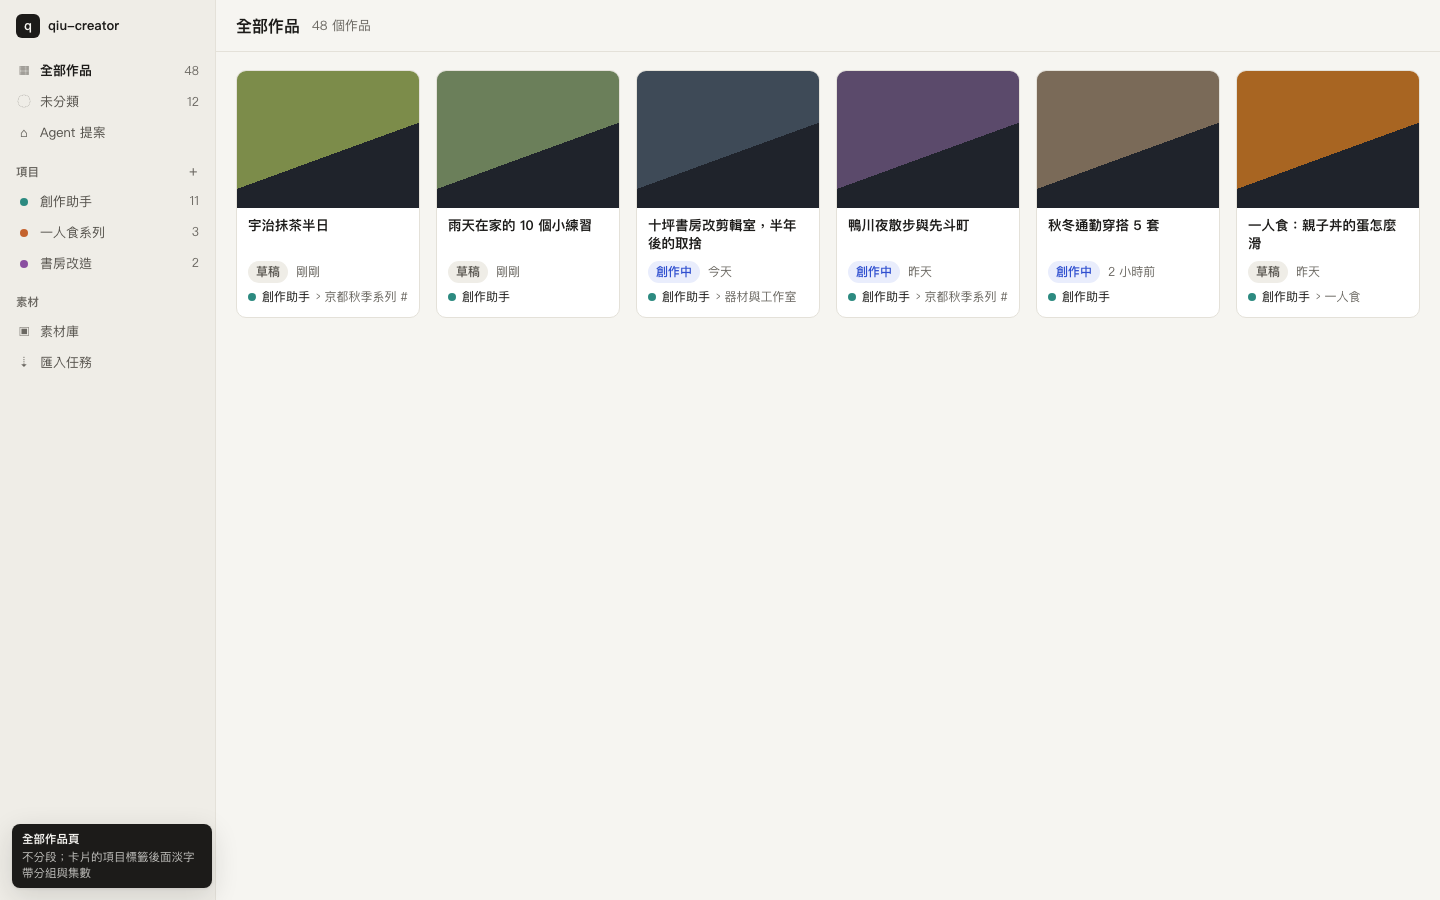 q qiu-creator
全部作品 48
未分類 12
Agent 提案
項目 +
創作助手 11
一人食系列 3
書房改造 2
素材
素材庫
匯入任務
全部作品頁
不分段；卡片的項目標籤後面淡字
帶分組與集數
全部作品 48 個作品
宇治抹茶半日
草稿 剛剛
創作助手 › 京都秋季系列 #
雨天在家的 10 個小練習
草稿 剛剛
創作助手
十坪書房改剪輯室，半年
後的取捨
創作中 今天
創作助手 › 器材與工作室
鴨川夜散步與先斗町
創作中 昨天
創作助手 › 京都秋季系列 #
秋冬通勤穿搭 5 套
創作中 2 小時前
創作助手
一人食：親子丼的蛋怎麼
滑
草稿 昨天
創作助手 › 一人食